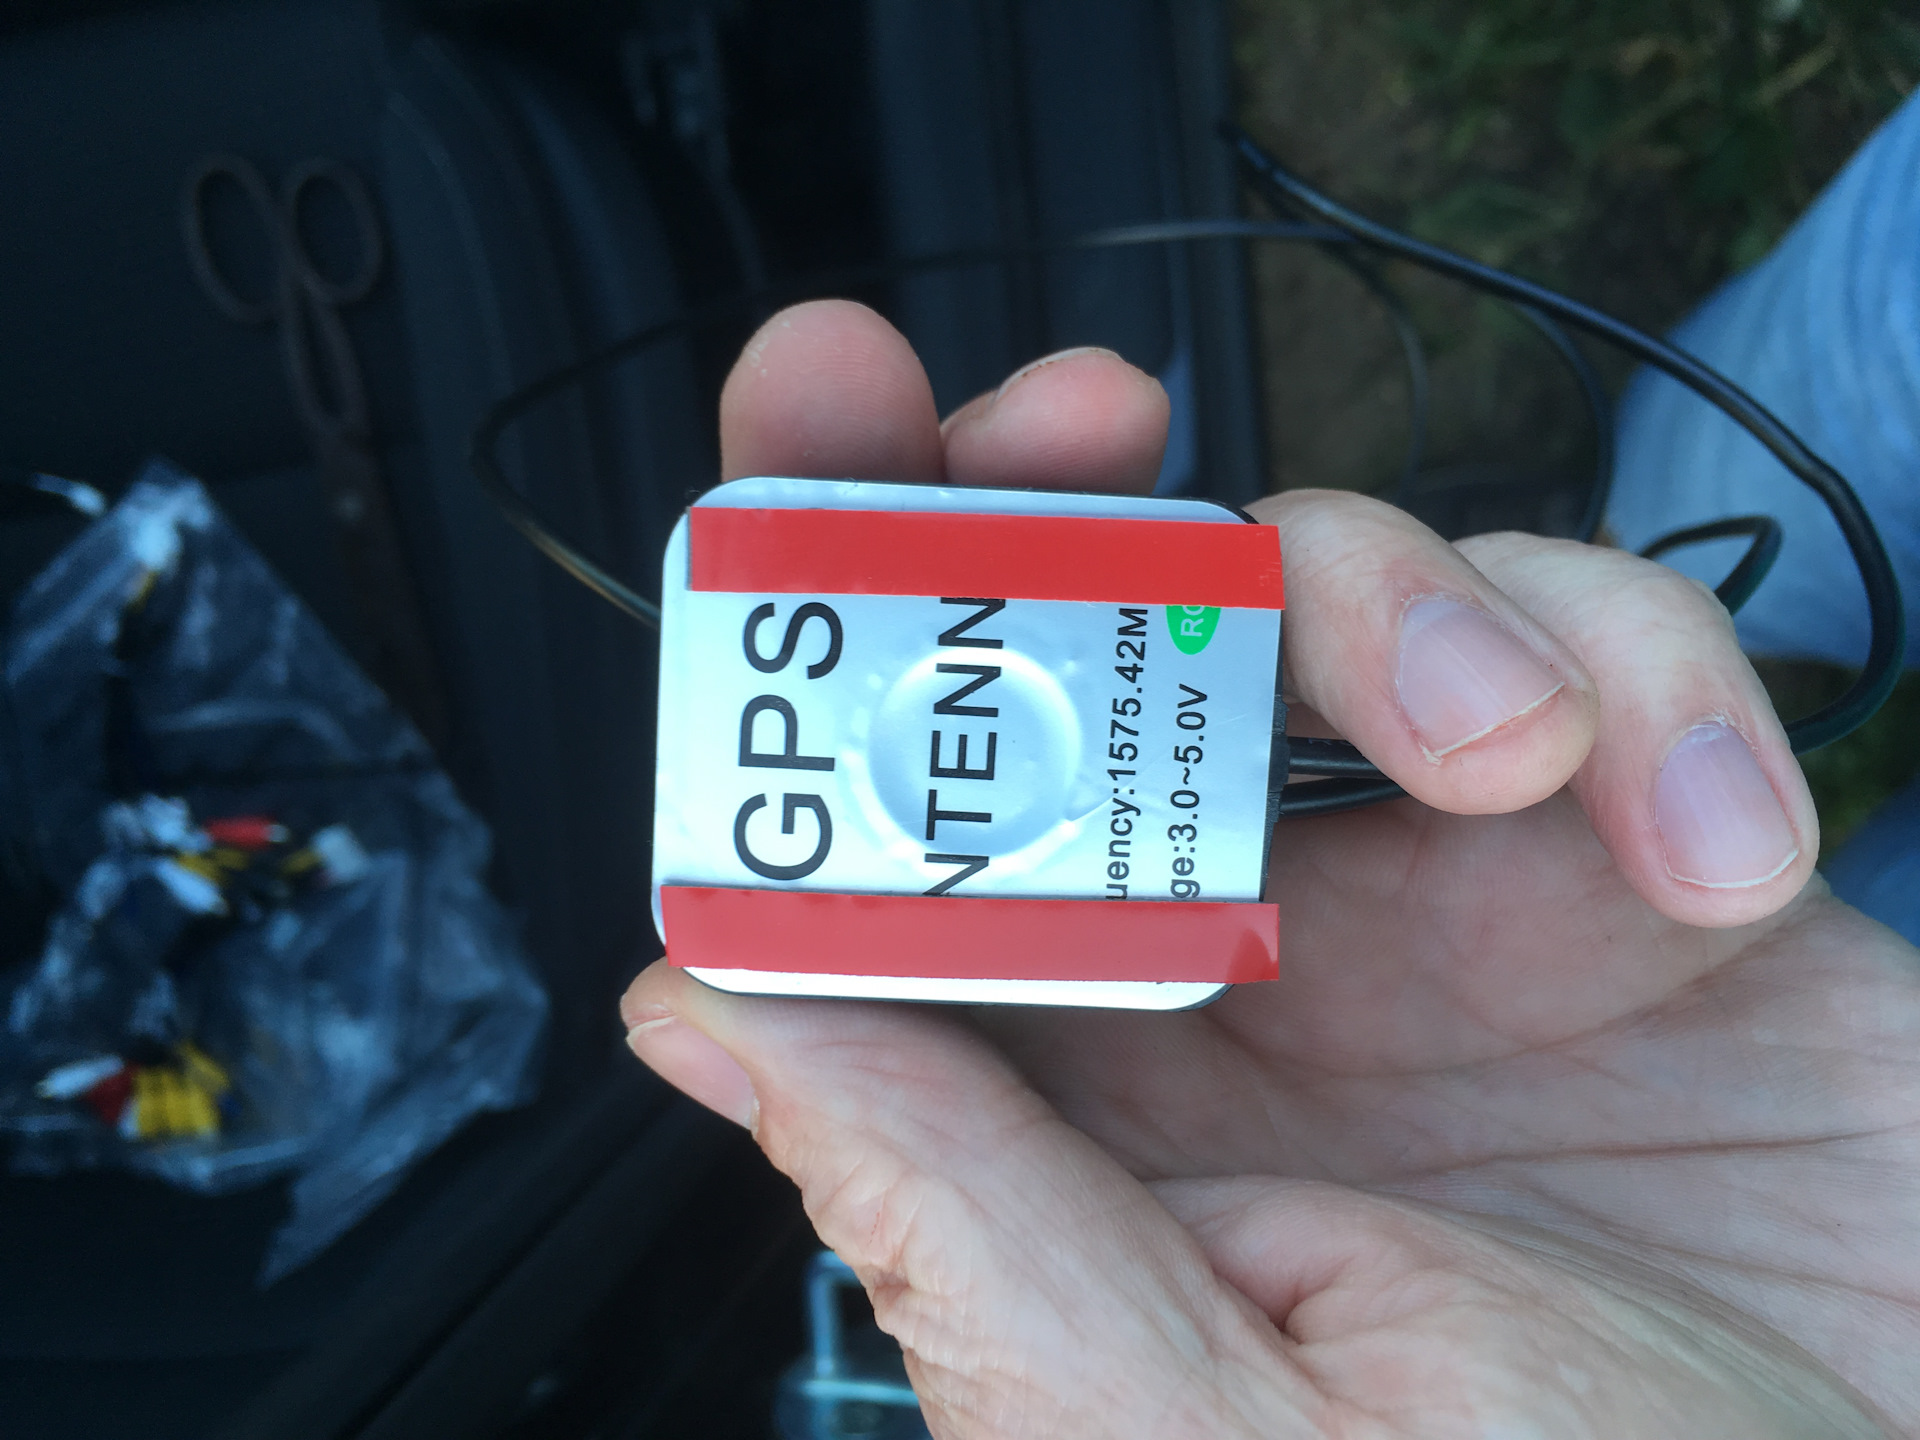 GPS
NTENN
uency:1575.42M
ge:3.0~5.0V
RO